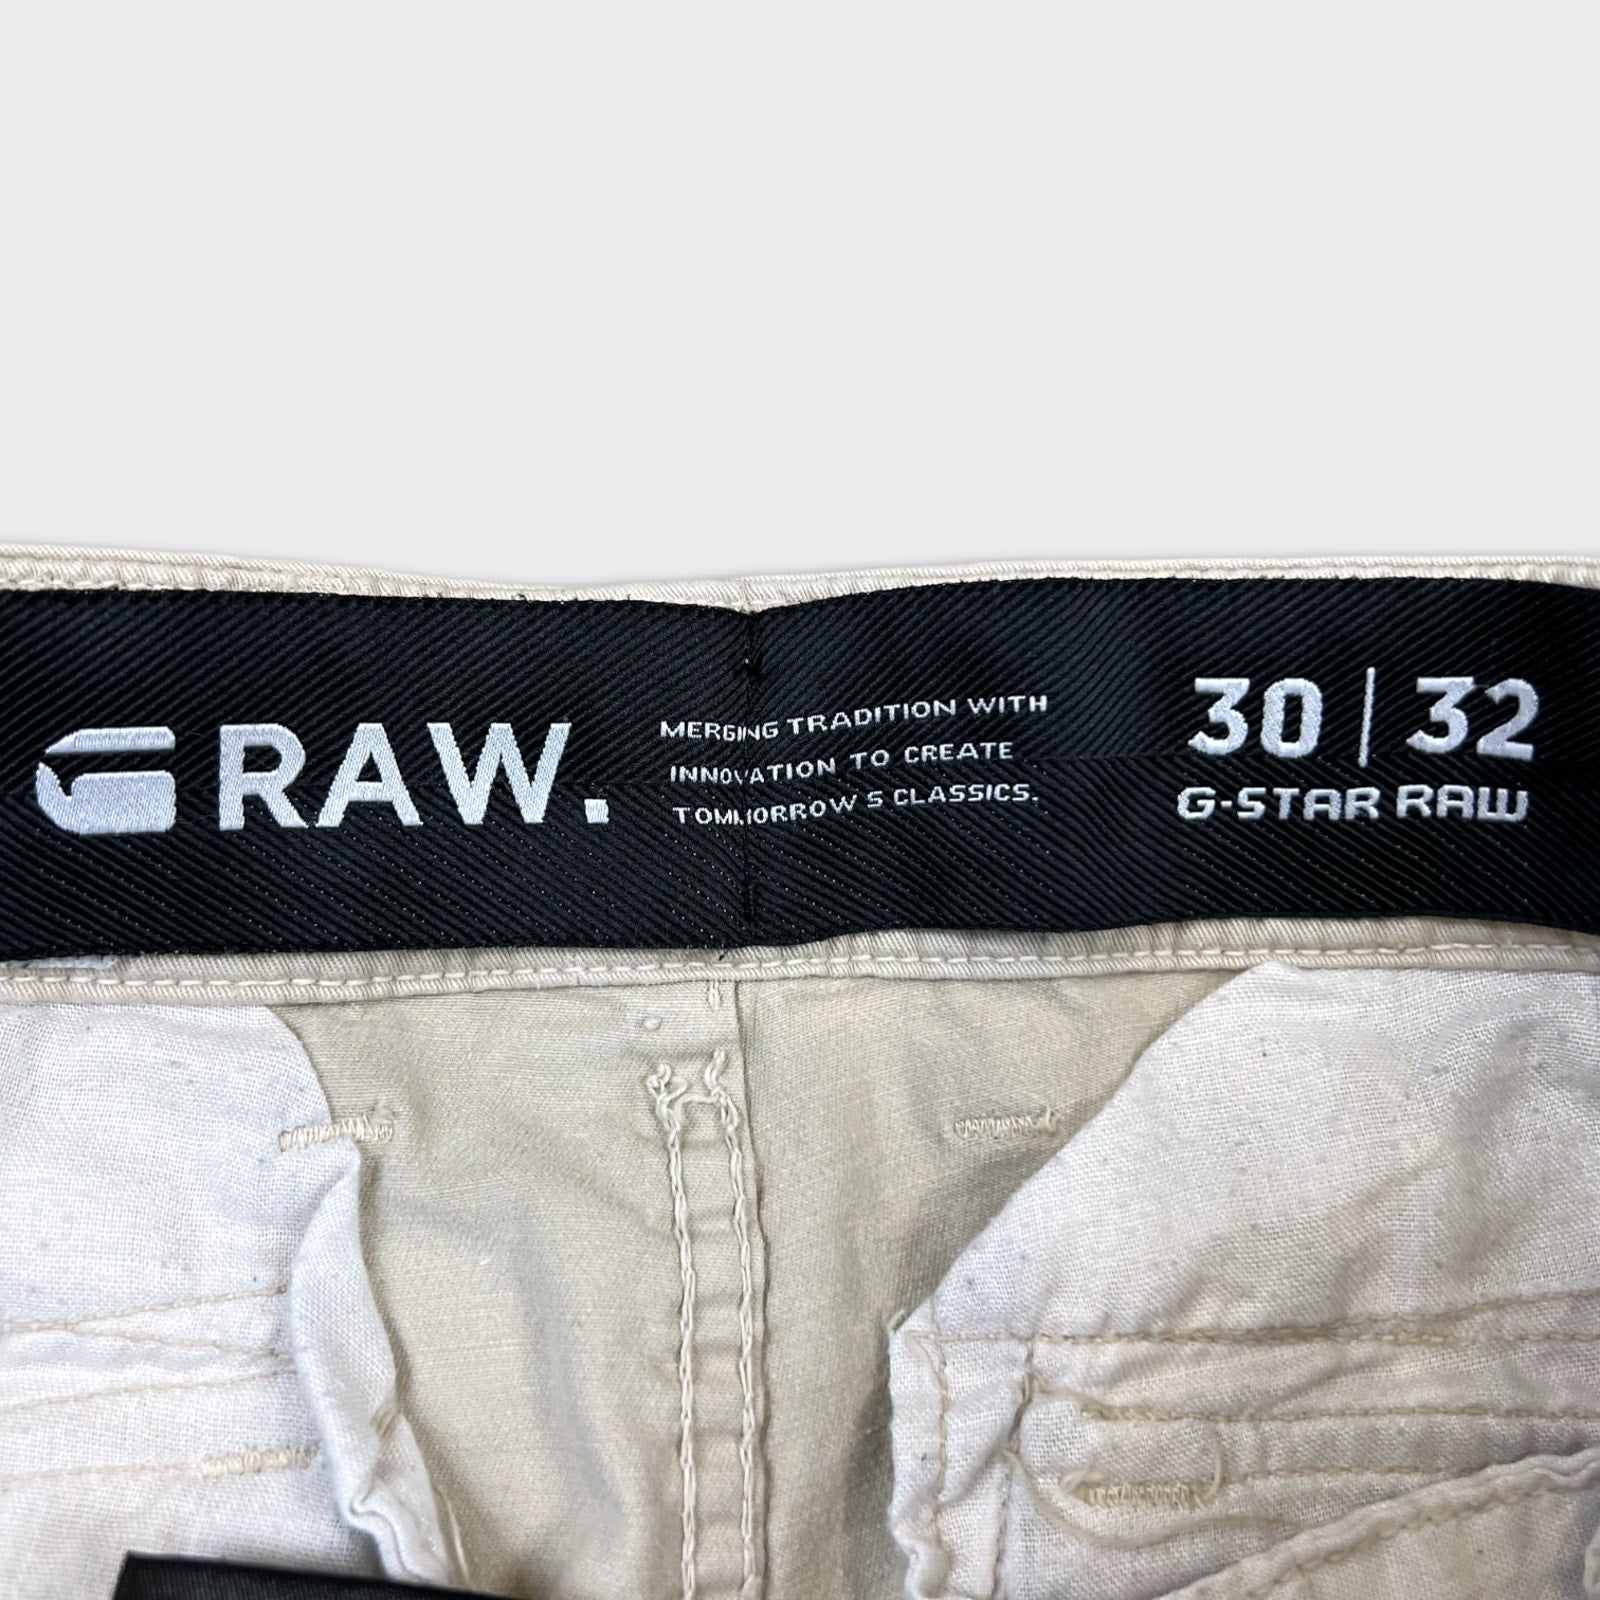 RAW.
MERGING TRADITION WITH
INNOVATION TO CREATE
TOMMORROW'S CLASSICS.
30 | 32
G-STAR RAW